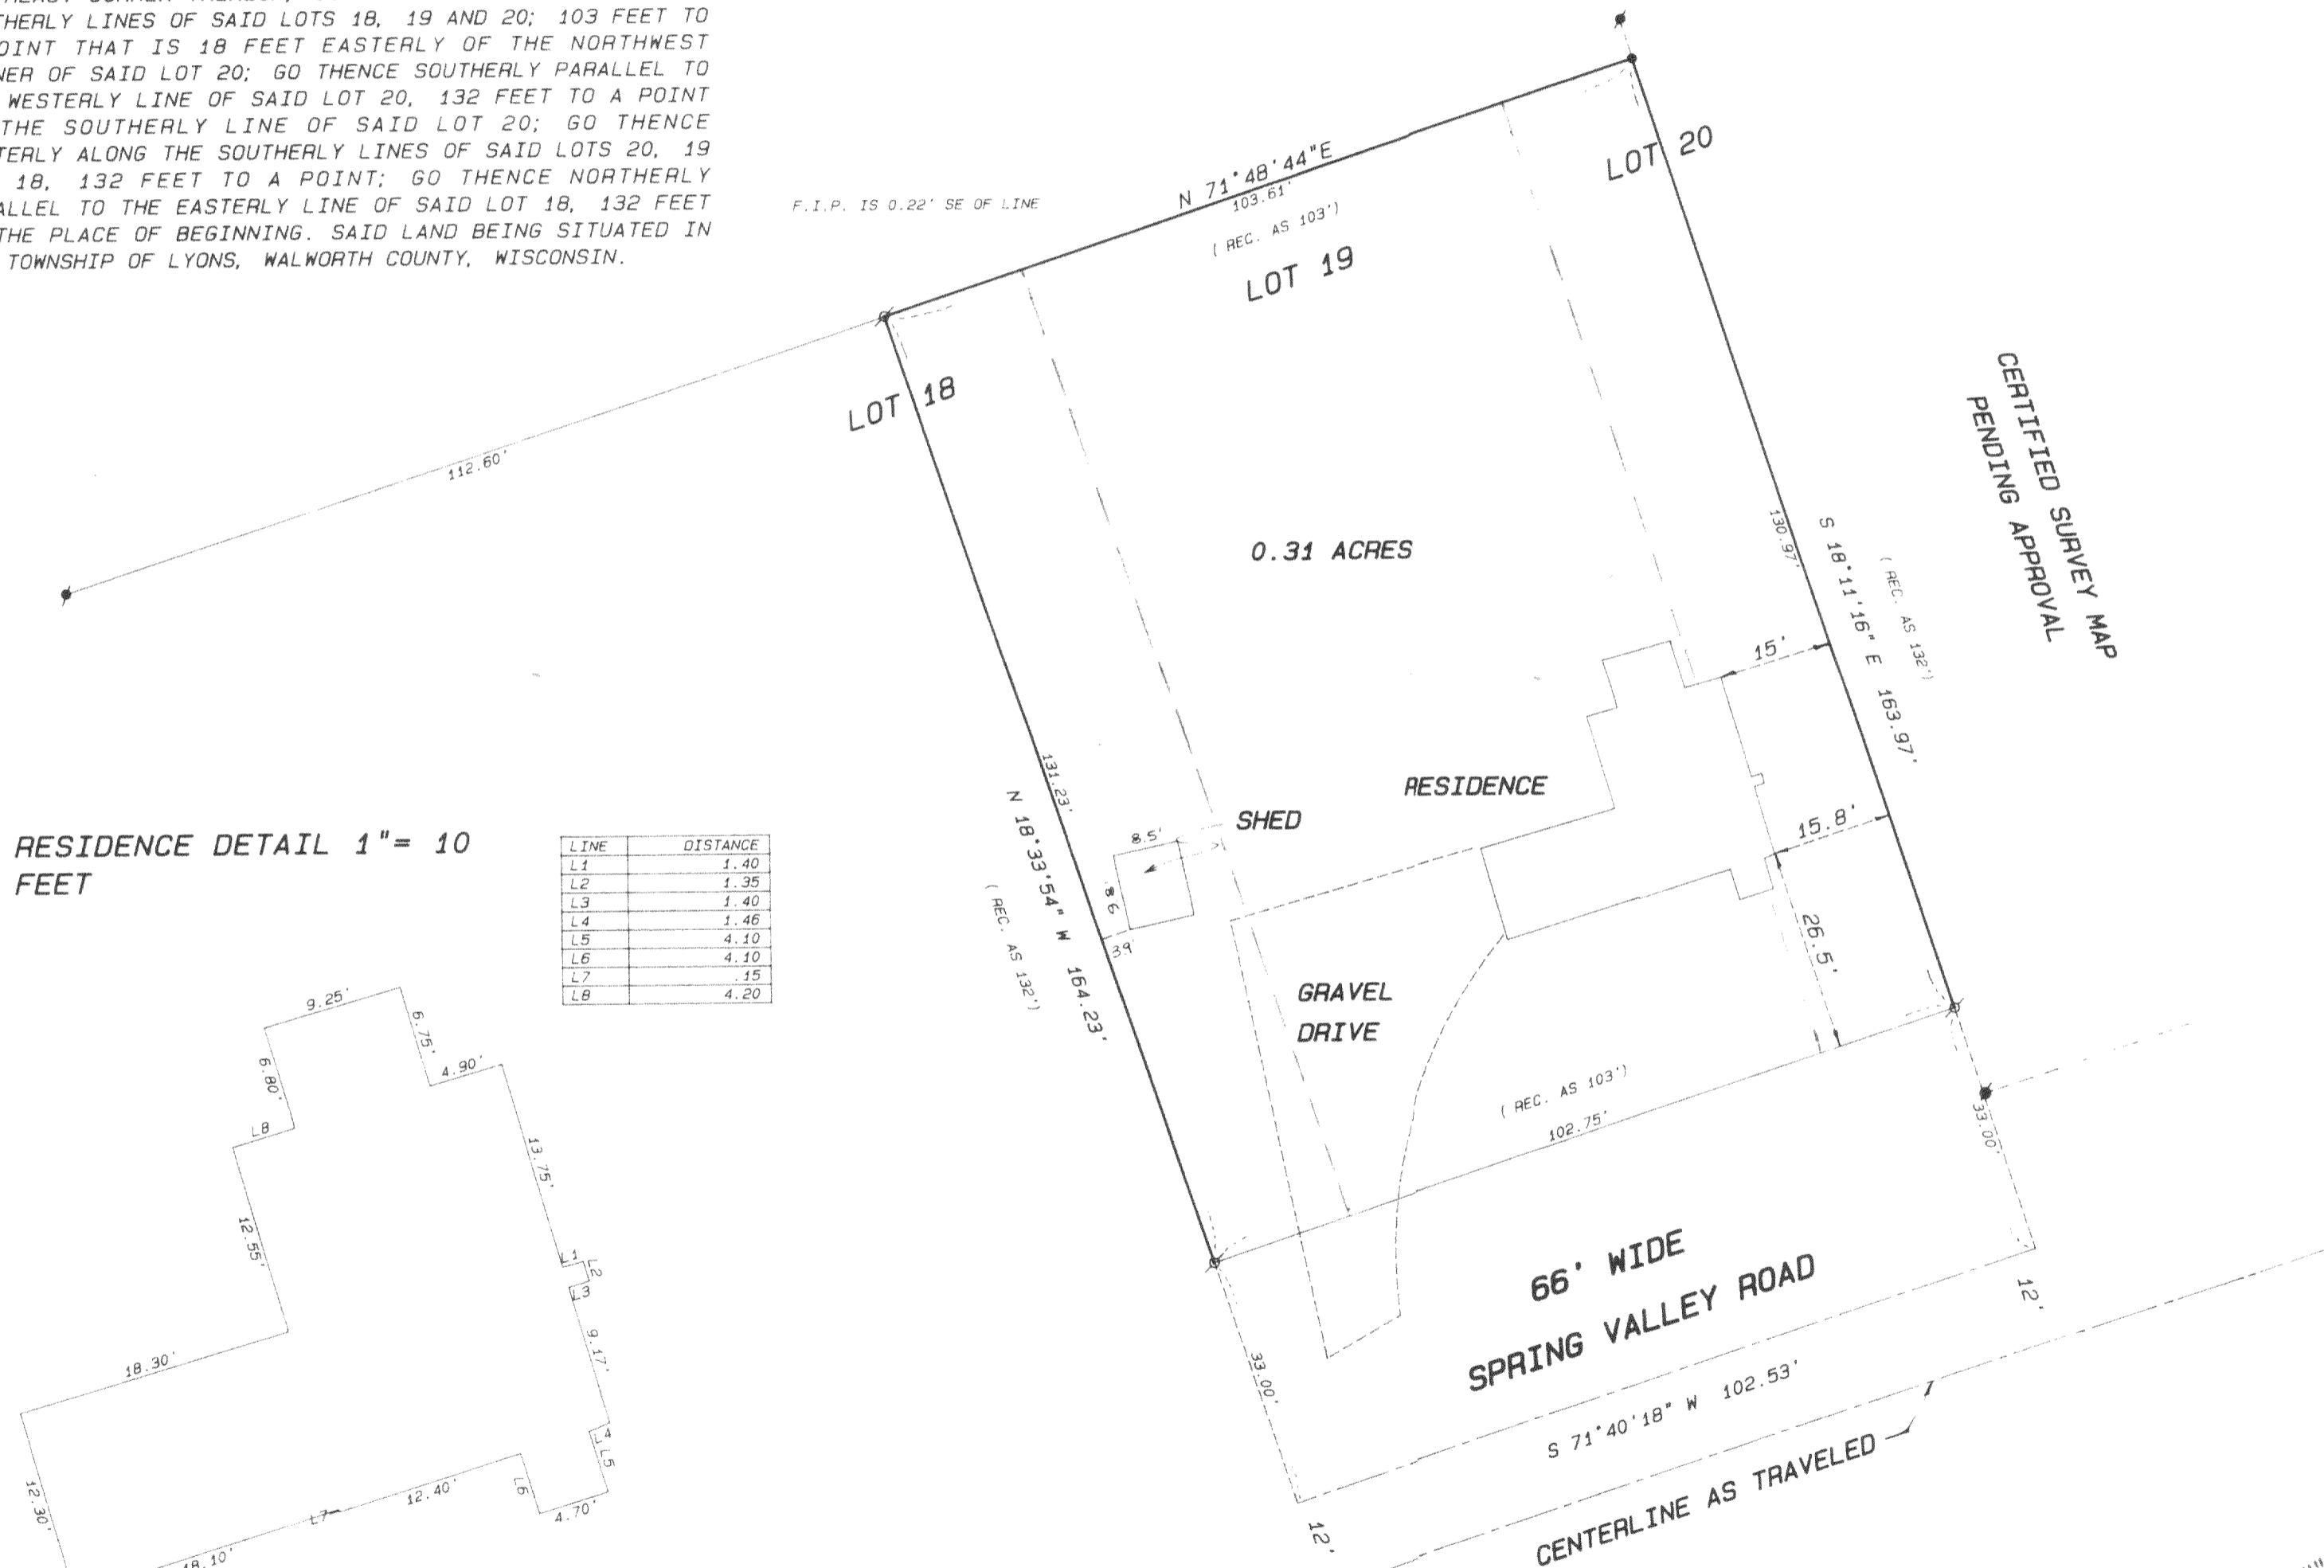 THERLY LINES OF SAID LOTS 18, 19 AND 20; 103 FEET TO
OINT THAT IS 18 FEET EASTERLY OF THE NORTHWEST
NER OF SAID LOT 20; GO THENCE SOUTHERLY PARALLEL TO
WESTERLY LINE OF SAID LOT 20, 132 FEET TO A POINT
THE SOUTHERLY LINE OF SAID LOT 20; GO THENCE
TERLY ALONG THE SOUTHERLY LINES OF SAID LOTS 20, 19
18, 132 FEET TO A POINT; GO THENCE NORTHERLY
ALLEL TO THE EASTERLY LINE OF SAID LOT 18, 132 FEET
THE PLACE OF BEGINNING. SAID LAND BEING SITUATED IN
TOWNSHIP OF LYONS, WALWORTH COUNTY, WISCONSIN.
F.I.P. IS 0.22' SE OF LINE
N 71°48'44"E
103.61'
( REC. AS 103')
LOT 20
LOT 19
LOT 18
112.60'
0.31 ACRES
CERTIFIED SURVEY MAP
PENDING APPROVAL
130.97'
S 18°11'16" E 163.97'
( REC. AS 132')
15'
15.8'
26.5'
RESIDENCE
SHED
8.5'
8.6
3.9'
131.23'
N 18°33'54" W 164.23'
( REC. AS 132')
GRAVEL
DRIVE
( REC. AS 103')
102.75'
33.00'
33.00'
66' WIDE
SPRING VALLEY ROAD
S 71°40'18" W 102.53'
12'
12'
CENTERLINE AS TRAVELED
RESIDENCE DETAIL 1"= 10
FEET
LINE DISTANCE
L1 1.40
L2 1.35
L3 1.40
L4 1.46
L5 4.10
L6 4.10
L7 .15
L8 4.20
9.25'
6.75'
4.90'
6.80'
L8
13.75'
12.55'
L1
L2
L3
9.17'
18.30'
L4
L5
L6
12.40'
4.70'
L7
12.30'
18.10'